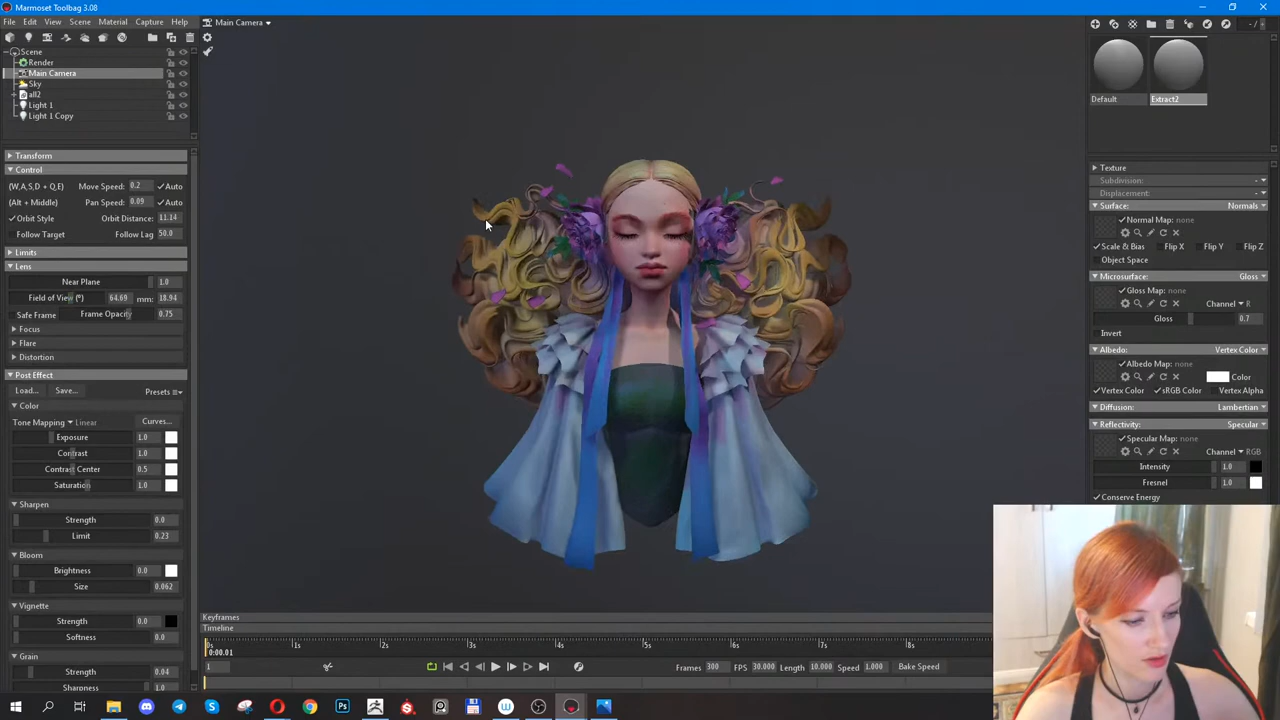 Marmoset Toolbag 3.08
File Edit View Scene Material Capture Help
Main Camera
Scene
Render
Main Camera
Sky
all2
Light 1
Light 1 Copy
Transform
Control
(W,A,S,D + Q,E) Move Speed: 0.2 Auto
(Alt + Middle) Pan Speed: 0.09 Auto
Orbit Style Orbit Distance: 11.14
Follow Target Follow Lag 50.0
Limits
Lens
Near Plane 1.0
Field of View (°) 64.69 mm: 18.94
Safe Frame Frame Opacity 0.75
Focus
Flare
Distortion
Post Effect
Load... Save... Presets
Color
Tone Mapping Linear Curves...
Exposure 1.0
Contrast 1.0
Contrast Center 0.5
Saturation 1.0
Sharpen
Strength 0.0
Limit 0.23
Bloom
Brightness 0.0
Size 0.062
Vignette
Strength 0.0
Softness 0.0
Grain
Strength 0.04
Sharpness 1.0
Keyframes
Timeline
0s 1s 2s 3s 4s 5s 6s 7s 8s
0:00.01
1 Frames 300 FPS 30.000 Length 10.000 Speed 1.000 Bake Speed
- /
Default Extract2
Texture
Subdivision: -
Displacement: -
Surface: Normals
Normal Map: none
Scale & Bias Flip X Flip Y Flip Z
Object Space
Microsurface: Gloss
Gloss Map: none
Channel R
Gloss 0.7
Invert
Albedo: Vertex Color
Albedo Map: none
Color
Vertex Color sRGB Color Vertex Alpha
Diffusion: Lambertian
Reflectivity: Specular
Specular Map: none
Channel RGB
Intensity 1.0
Fresnel 1.0
Conserve Energy
Ps